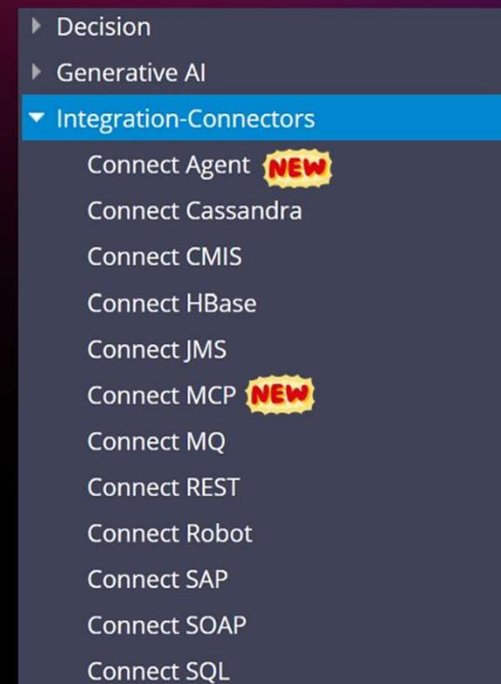 Decision
Generative AI
Integration-Connectors
Connect Agent NEW
Connect Cassandra
Connect CMIS
Connect HBase
Connect JMS
Connect MCP NEW
Connect MQ
Connect REST
Connect Robot
Connect SAP
Connect SOAP
Connect SQL